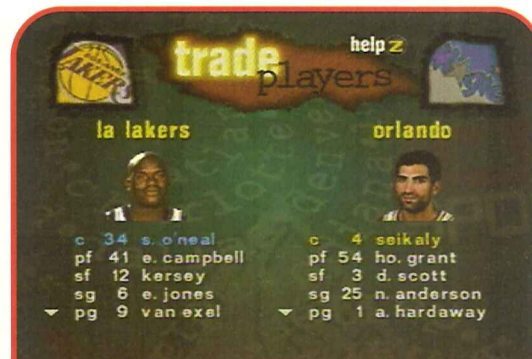 trade players
help z
LAKERS
la lakers
orlando
c 34 s. o'neal
pf 41 e. campbell
sf 12 kersey
sg 6 e. jones
pg 9 van exel
c 4 seikaly
pf 54 ho. grant
sf 3 d. scott
sg 25 n. anderson
pg 1 a. hardaway